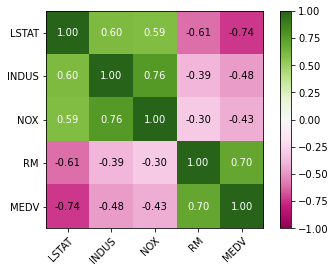 LSTAT 1.00 0.60 0.59 -0.61 -0.74
INDUS 0.60 1.00 0.76 -0.39 -0.48
NOX 0.59 0.76 1.00 -0.30 -0.43
RM -0.61 -0.39 -0.30 1.00 0.70
MEDV -0.74 -0.48 -0.43 0.70 1.00
LSTAT INDUS NOX RM MEDV
1.00
0.75
0.50
0.25
0.00
−0.25
−0.50
−0.75
−1.00